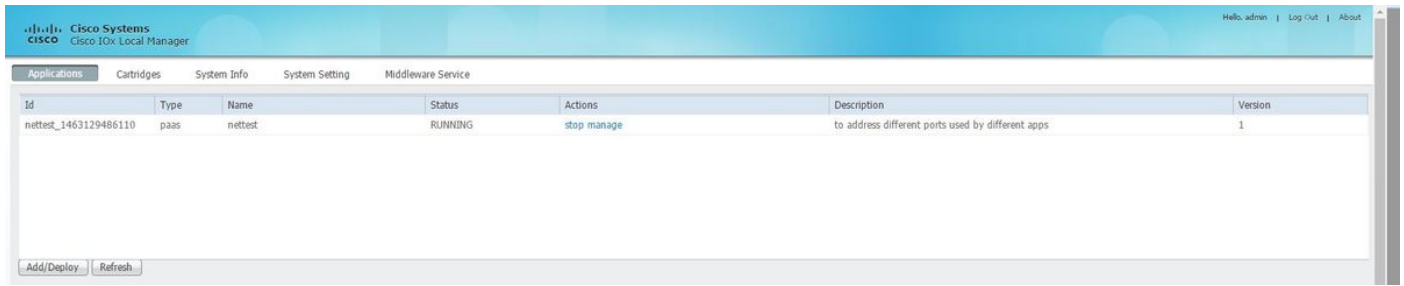 Cisco Systems
CISCO Cisco IOx Local Manager
Hello, admin | Log Out | About
Applications Cartridges System Info System Setting Middleware Service
Id Type Name Status Actions Description Version
nettest_1463129486110 paas nettest RUNNING stop manage to address different ports used by different apps 1
Add/Deploy Refresh